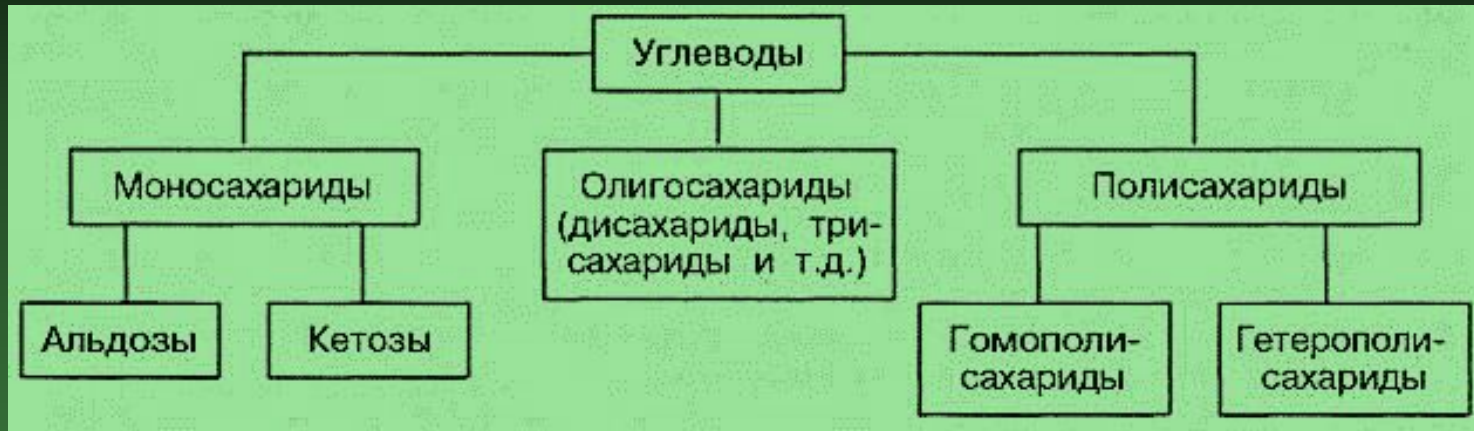 Углеводы
Моносахариды
Олигосахариды
(дисахариды, три-
сахариды и т.д.)
Полисахариды
Альдозы
Кетозы
Гомополи-
сахариды
Гетерополи-
сахариды